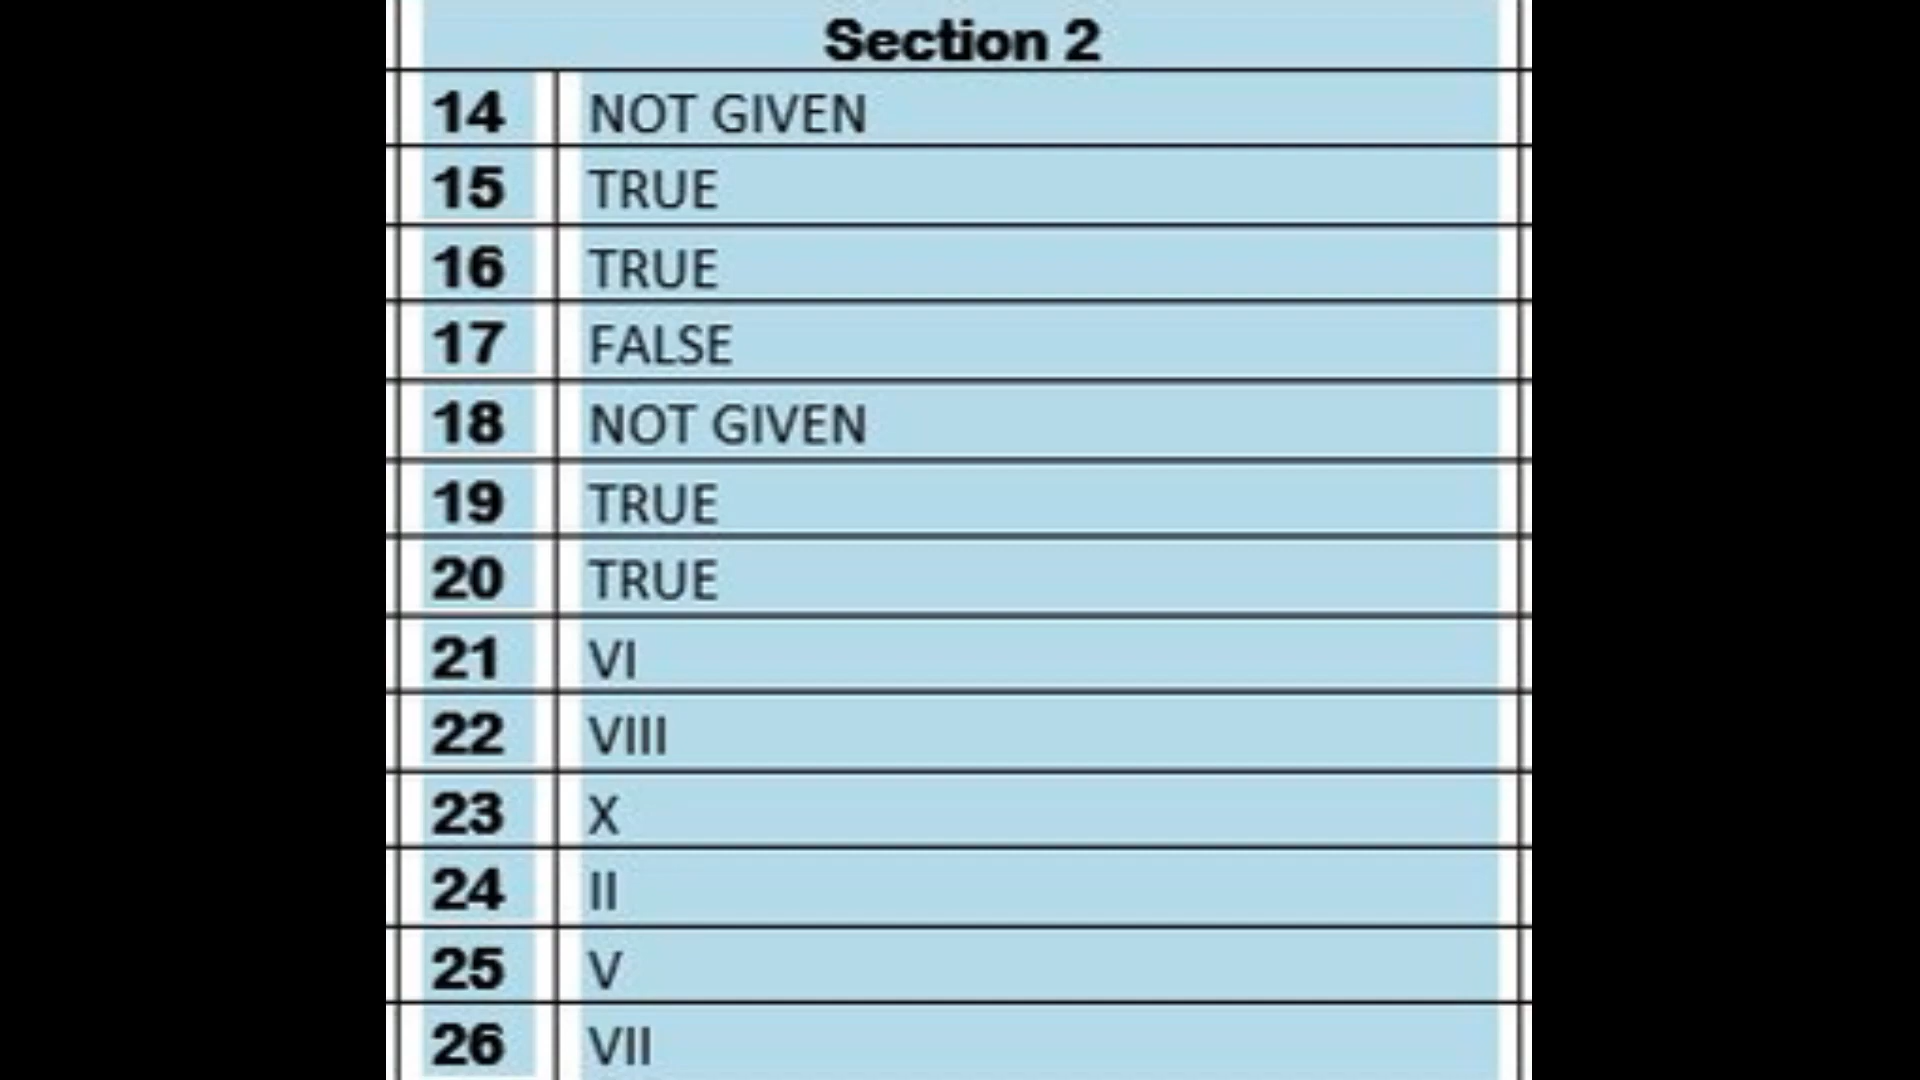 Section 2
14 NOT GIVEN
15 TRUE
16 TRUE
17 FALSE
18 NOT GIVEN
19 TRUE
20 TRUE
21 VI
22 VIII
23 X
24 II
25 V
26 VII